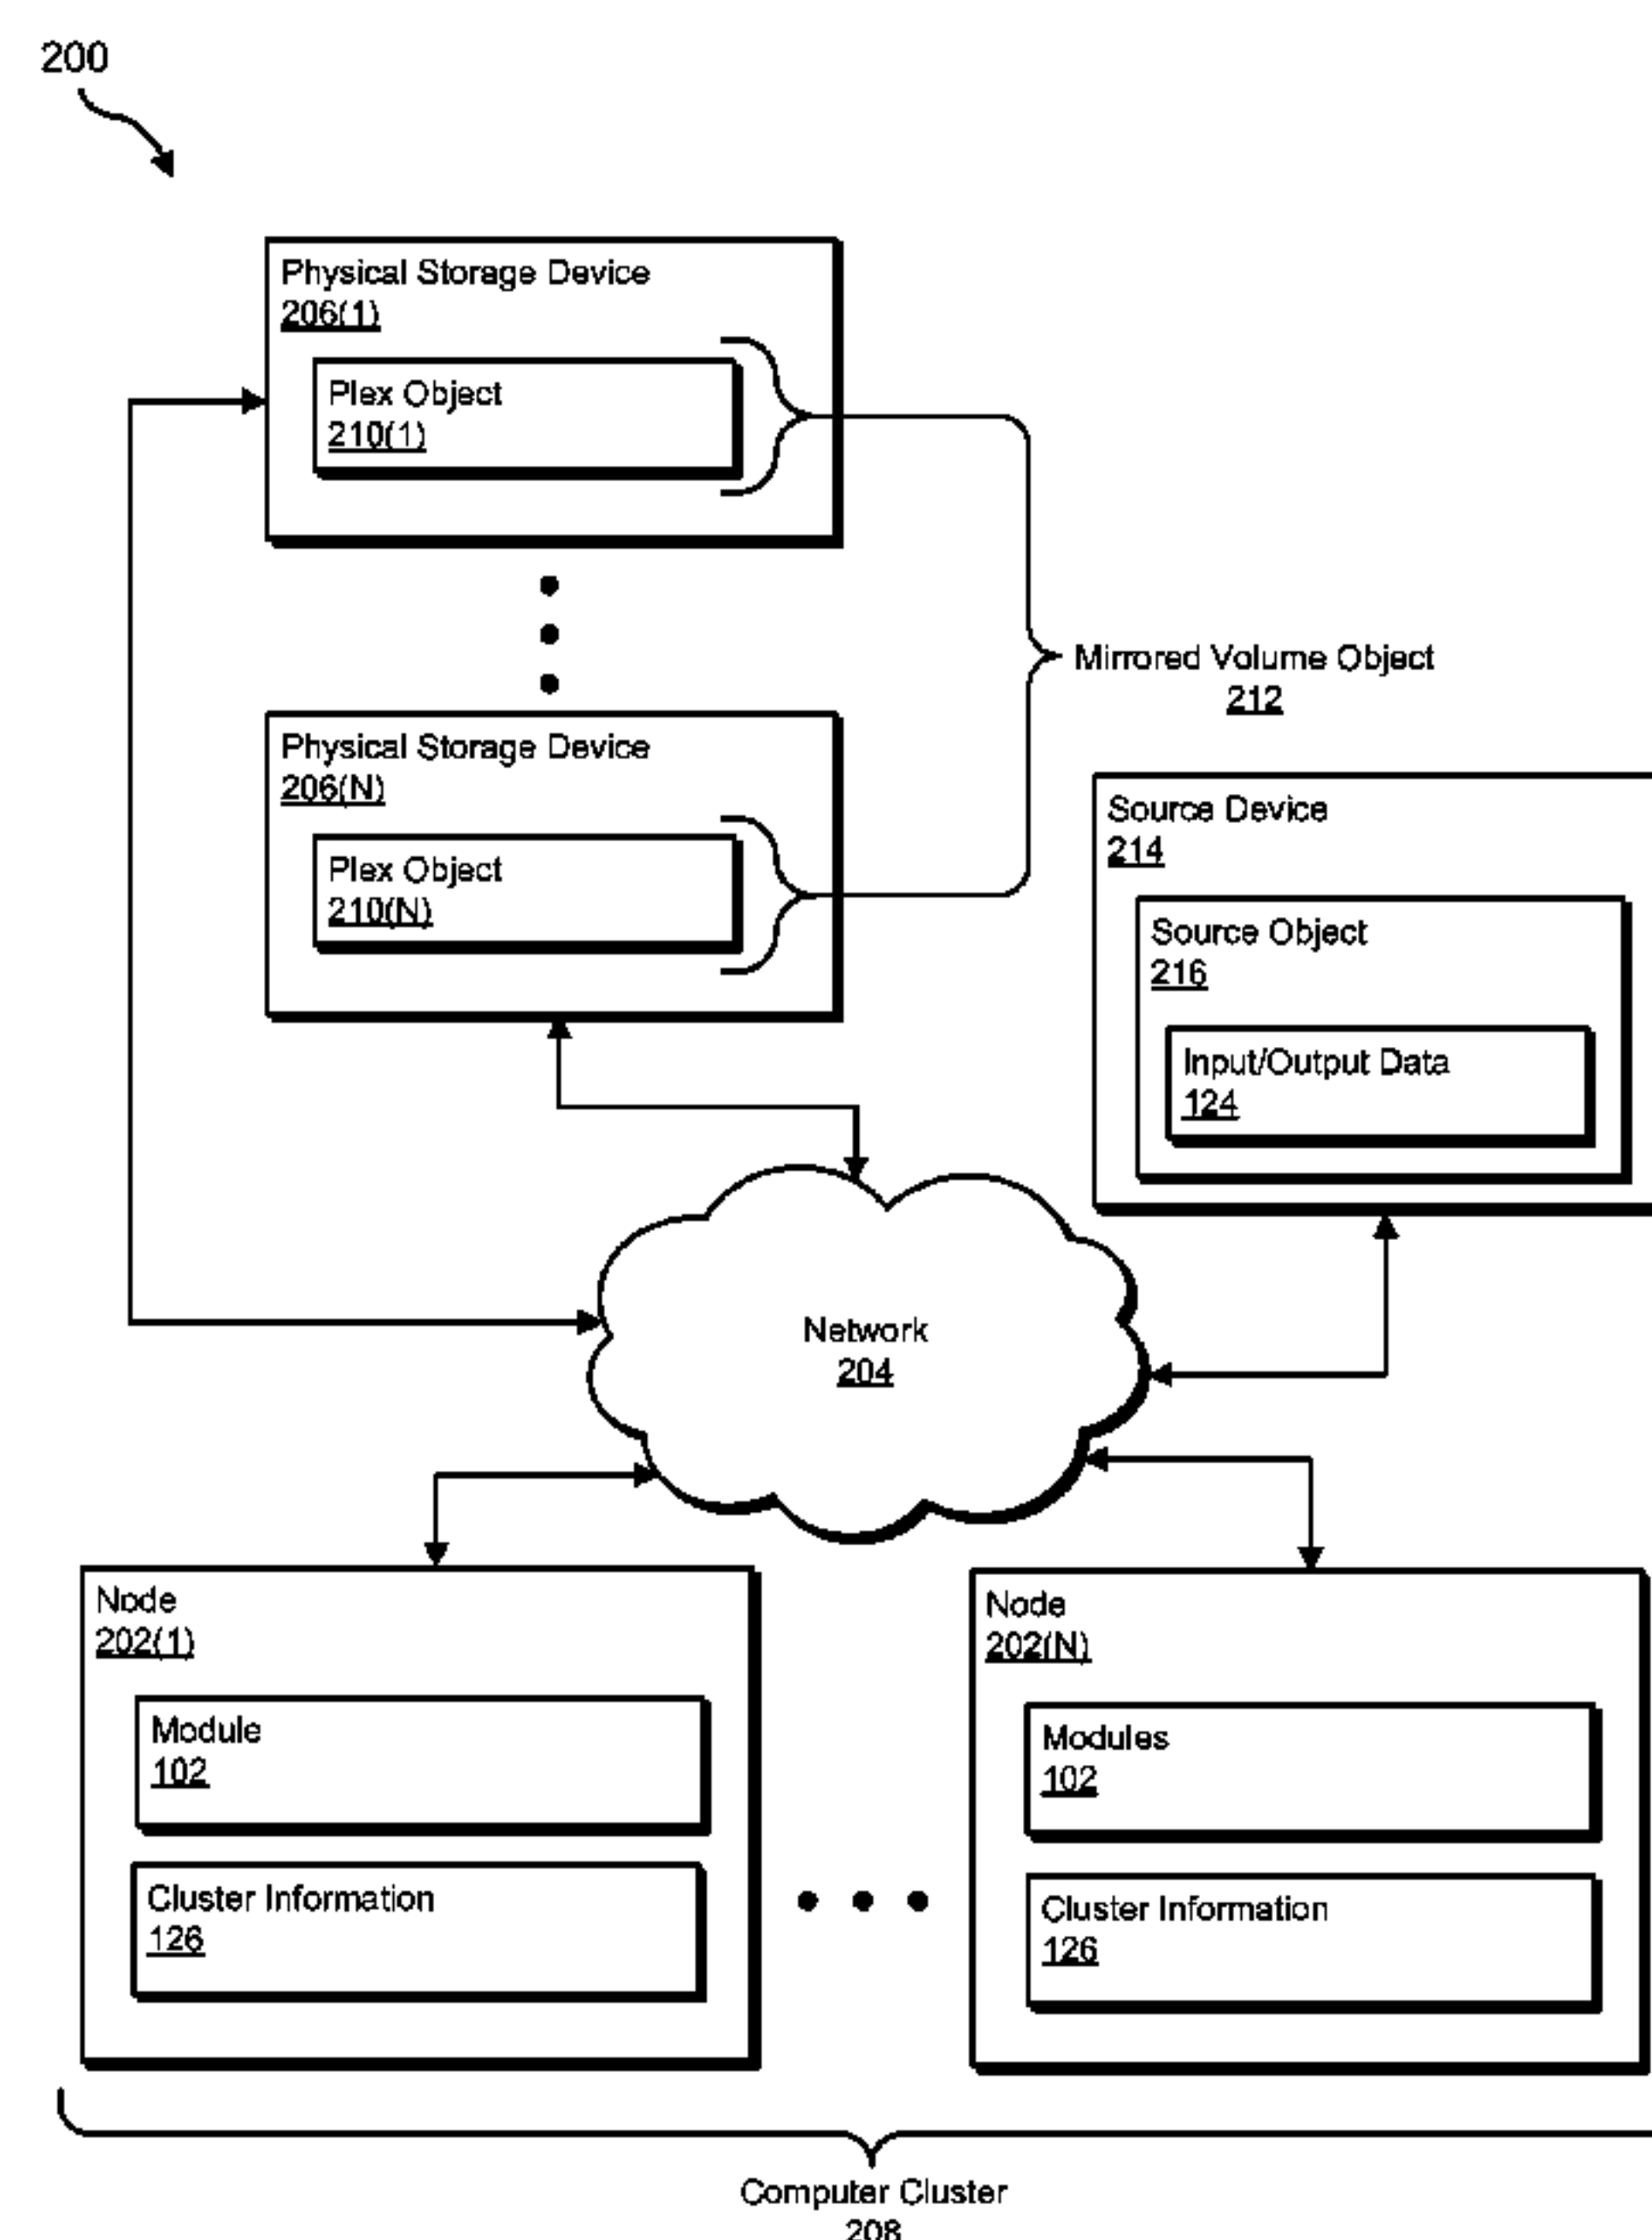 200
Physical Storage Device
206(1)
Plex Object
210(1)
Mirrored Volume Object
212
Physical Storage Device
206(N)
Plex Object
210(N)
Source Device
214
Source Object
216
Input/Output Data
124
Network
204
Node
202(1)
Module
102
Cluster Information
126
Node
202(N)
Modules
102
Cluster Information
126
Computer Cluster
208